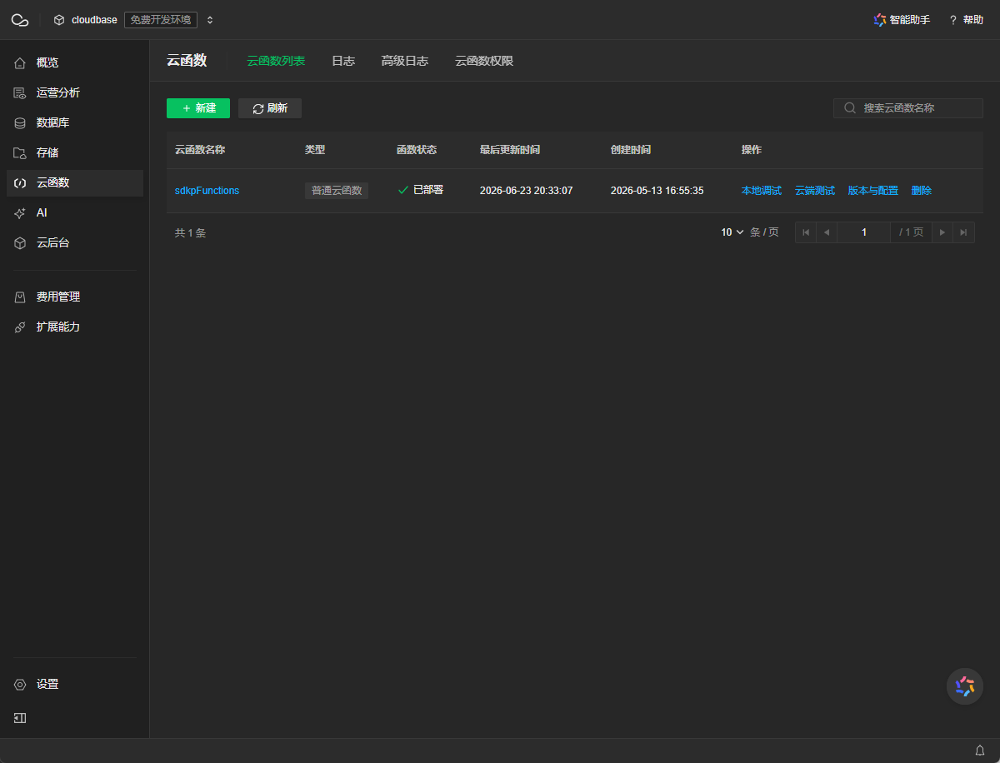 cloudbase 免费开发环境
智能助手 ? 帮助
概览
运营分析
数据库
存储
云函数
AI
云后台
费用管理
扩展能力
设置
云函数 云函数列表 日志 高级日志 云函数权限
+ 新建 刷新 搜索云函数名称
云函数名称 类型 函数状态 最后更新时间 创建时间 操作
sdkpFunctions 普通云函数 已部署 2026-06-23 20:33:07 2026-05-13 16:55:35 本地调试 云端测试 版本与配置 删除
共 1 条 10 条 / 页 1 / 1 页